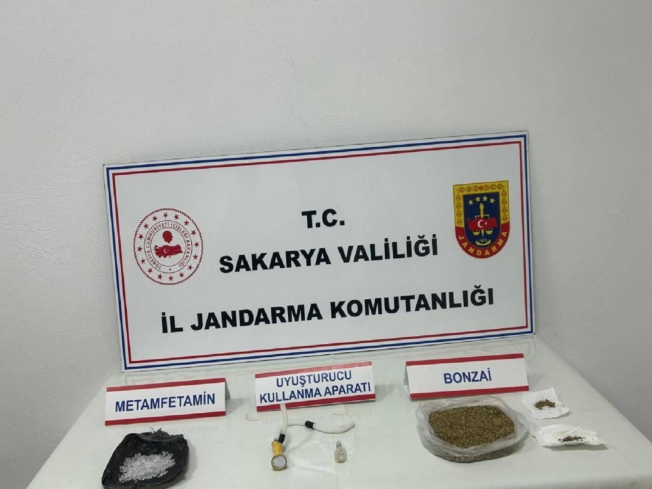 T.C.
SAKARYA VALİLİĞİ
İL JANDARMA KOMUTANLIĞI
JANDARMA
METAMFETAMİN
UYUŞTURUCU
KULLANMA APARATI
BONZAİ